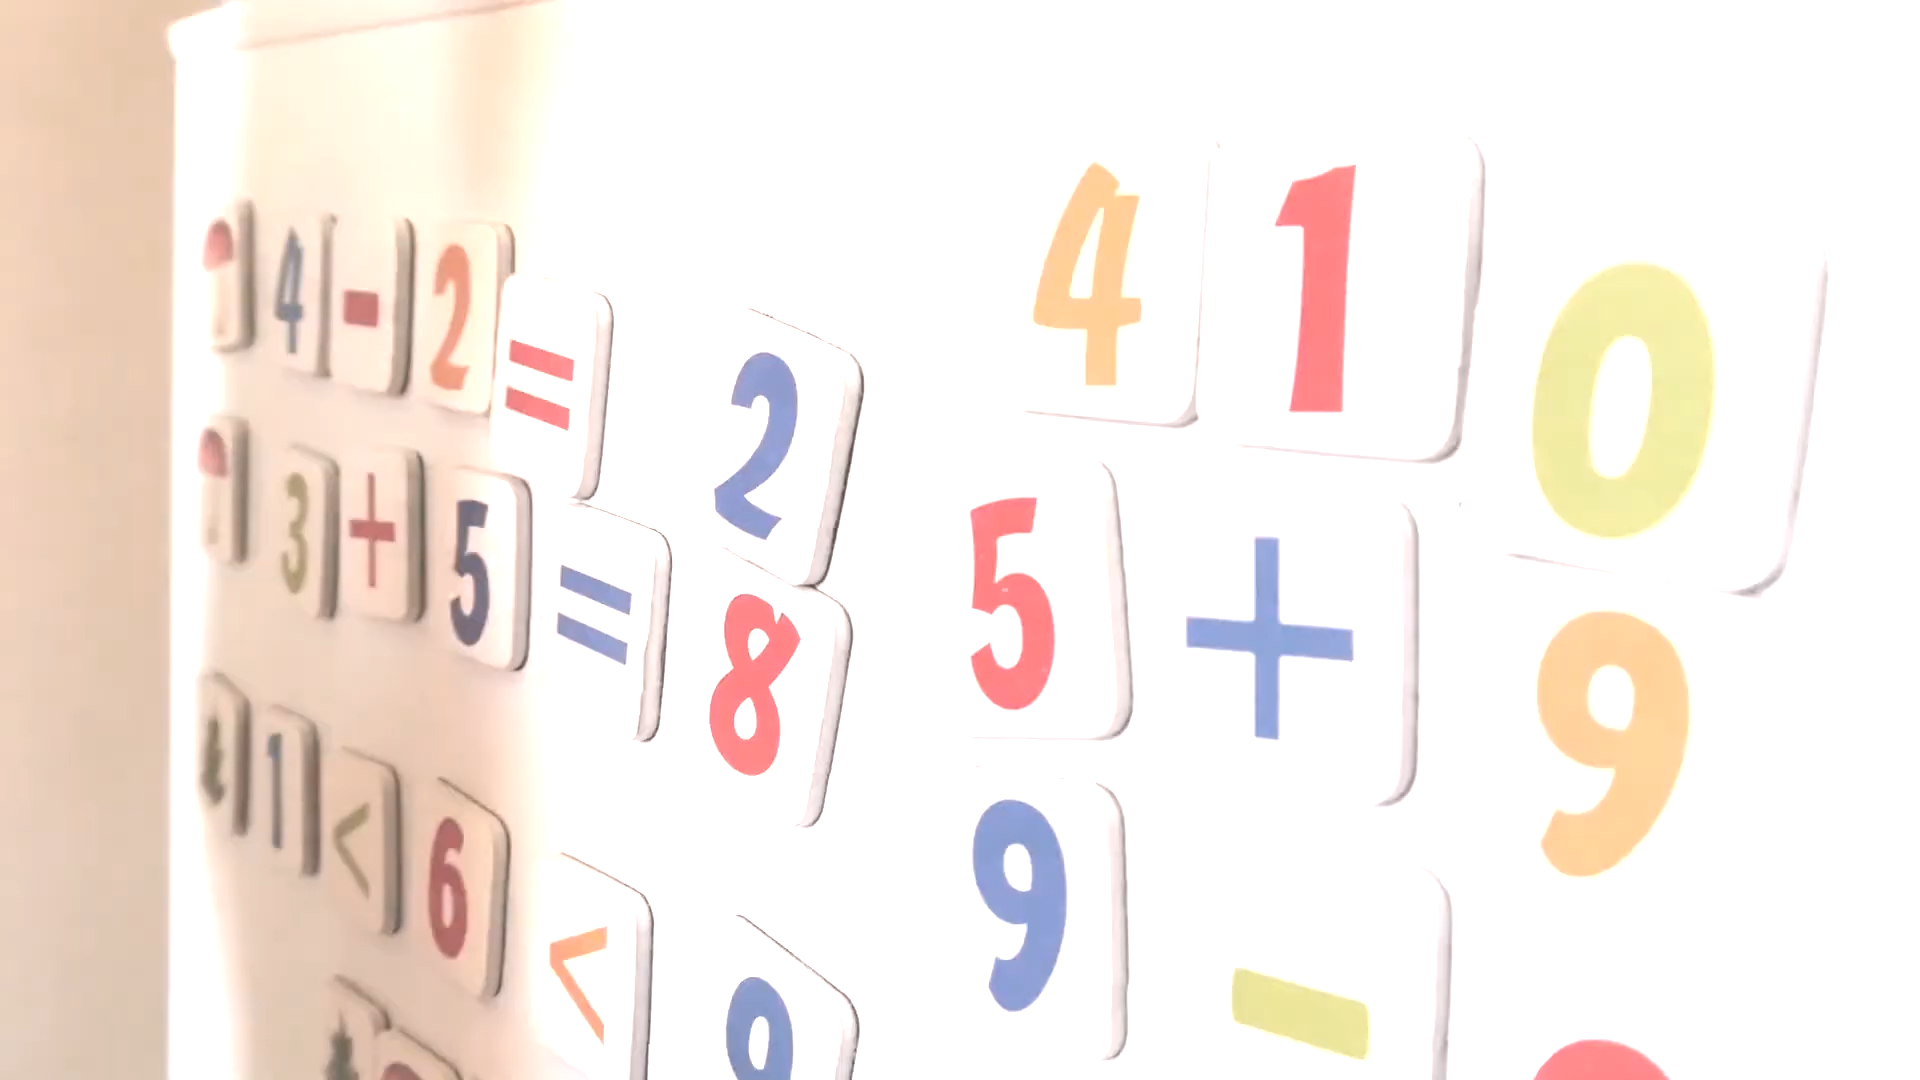 4 - 2 = 2
3 + 5 = 8
1 < 6 <
4 1 0
5 + 9
9 -